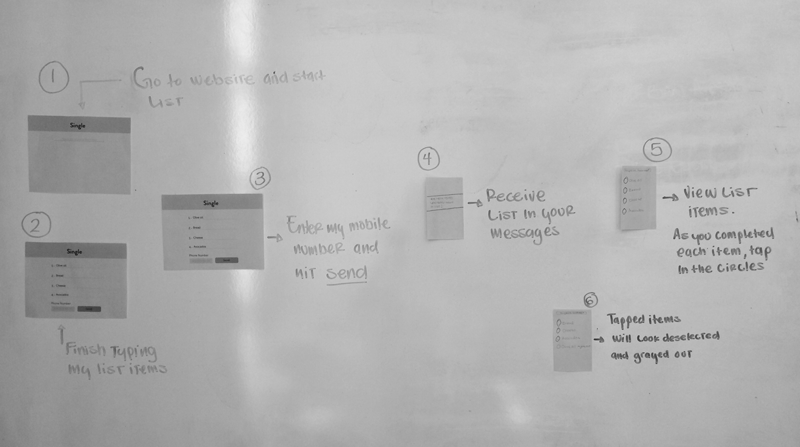 1
Go to website and start
List
Single
2
Single
Finish Typing
my list items
3
Single
Enter my mobile
number and
hit send
4
Receive
List in your
Messages
5
View List
items.
As you completed
each item, tap
in the circles
6
Tapped items
Will look deselected
and grayed out